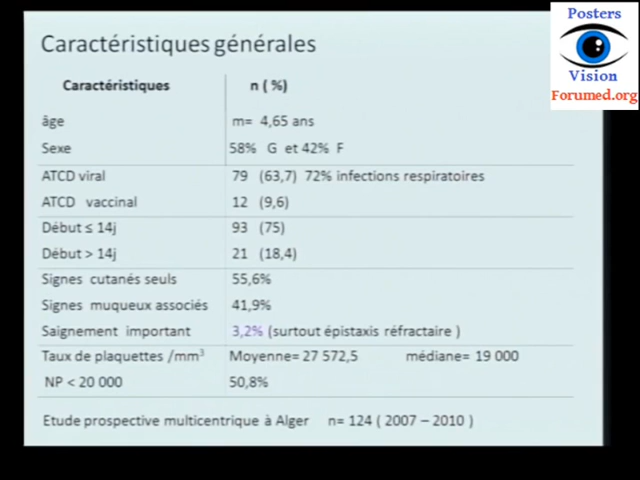 Posters
Vision
Forumed.org
Caractéristiques générales
Caractéristiques n ( %)
âge m= 4,65 ans
Sexe 58% G et 42% F
ATCD viral 79 (63,7) 72% infections respiratoires
ATCD vaccinal 12 (9,6)
Début ≤ 14j 93 (75)
Début > 14j 21 (18,4)
Signes cutanés seuls 55,6%
Signes muqueux associés 41,9%
Saignement important 3,2% (surtout épistaxis réfractaire )
Taux de plaquettes /mm³ Moyenne= 27 572,5 médiane= 19 000
NP < 20 000 50,8%
Etude prospective multicentrique à Alger n= 124 ( 2007 – 2010 )